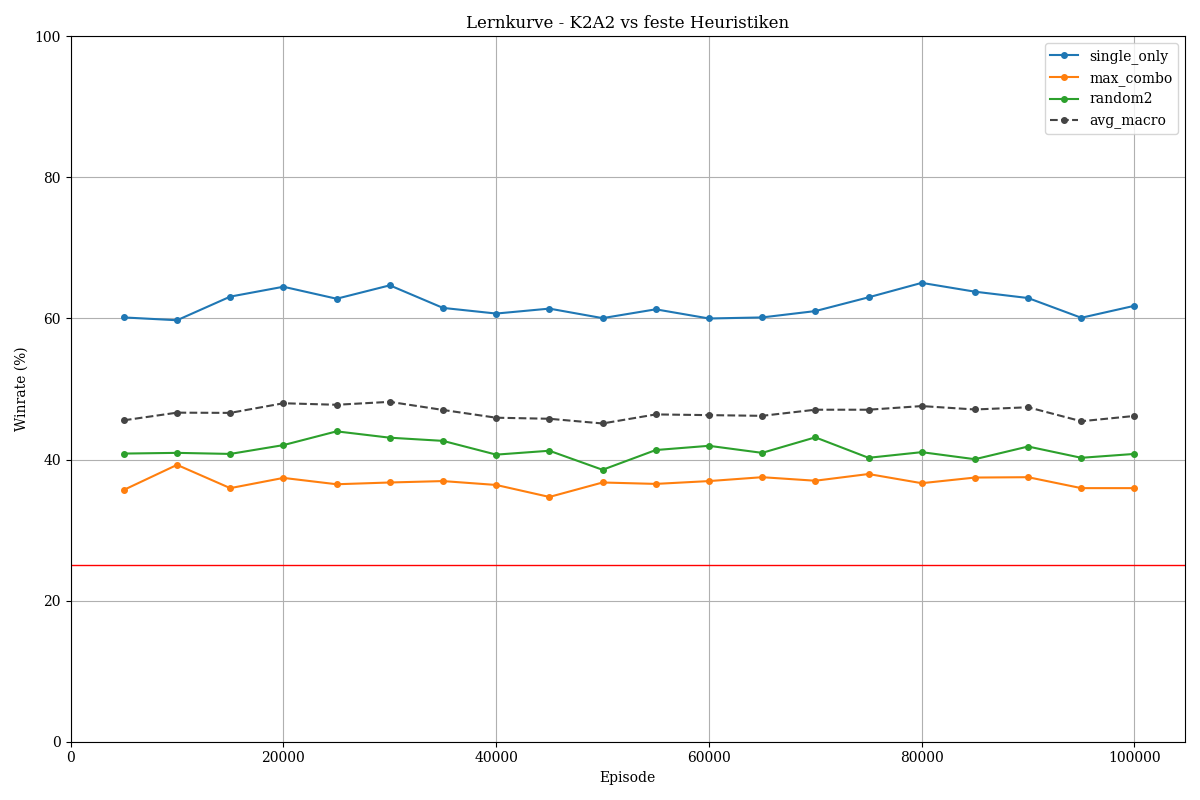 Lernkurve - K2A2 vs feste Heuristiken
100
80
60
40
20
0
Winrate (%)
single_only
max_combo
random2
avg_macro
0 20000 40000 60000 80000 100000
Episode